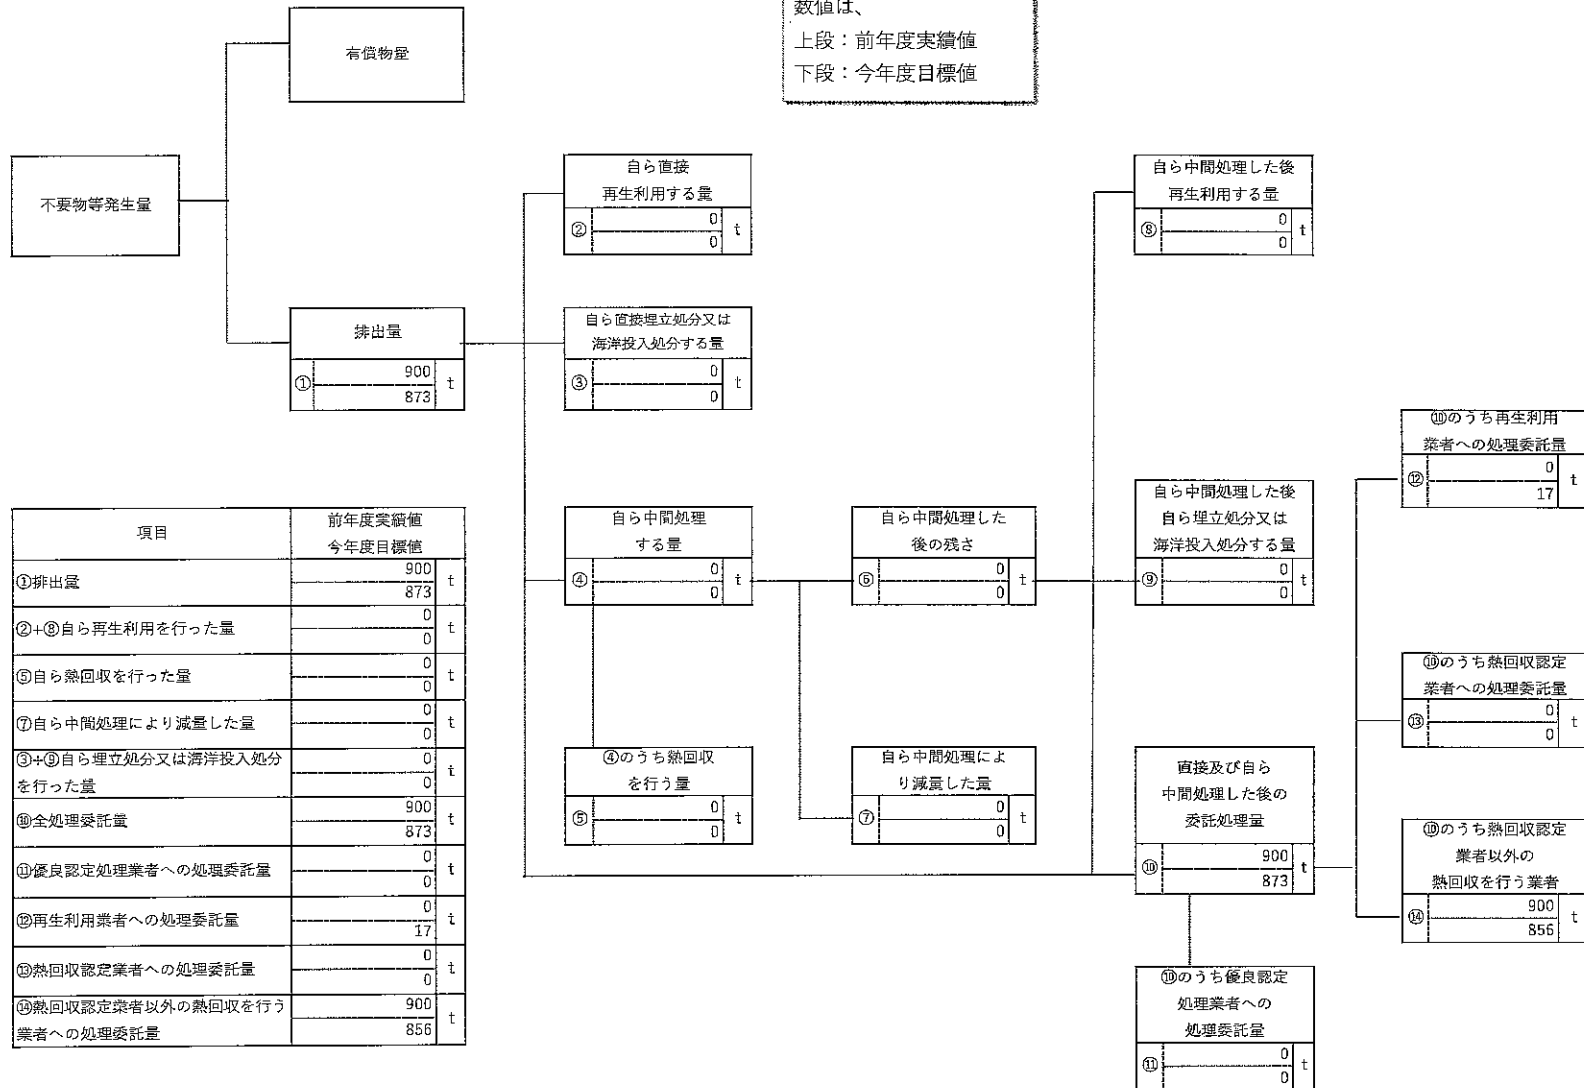 数値は、
上段：前年度実績値
下段：今年度目標値
有償物量
不要物等発生量
自ら直接
再生利用する量
② 0 t
0
自ら中間処理した後
再生利用する量
⑧ 0 t
0
排出量
① 900 t
873
自ら直接埋立処分又は
海洋投入処分する量
③ 0 t
0
⑩のうち再生利用
業者への処理委託量
⑫ 0 t
17
自ら中間処理
する量
④ 0 t
0
自ら中間処理した
後の残さ
⑥ 0 t
0
自ら中間処理した後
自ら埋立処分又は
海洋投入処分する量
⑨ 0 t
0
⑩のうち熱回収認定
業者への処理委託量
⑬ 0 t
0
④のうち熱回収
を行う量
⑤ 0 t
0
自ら中間処理によ
り減量した量
⑦ 0 t
0
直接及び自ら
中間処理した後の
委託処理量
⑩ 900 t
873
⑩のうち熱回収認定
業者以外の
熱回収を行う業者
⑭ 900 t
856
⑩のうち優良認定
処理業者への
処理委託量
⑪ 0 t
0
項目 前年度実績値
今年度目標値
①排出量 900 t
873
②+⑧自ら再生利用を行った量 0 t
0
⑤自ら熱回収を行った量 0 t
0
⑦自ら中間処理により減量した量 0 t
0
③+⑨自ら埋立処分又は海洋投入処分 0 t
を行った量 0
⑩全処理委託量 900 t
873
⑪優良認定処理業者への処理委託量 0 t
0
⑫再生利用業者への処理委託量 0 t
17
⑬熱回収認定業者への処理委託量 0 t
0
⑭熱回収認定業者以外の熱回収を行う 900 t
業者への処理委託量 856